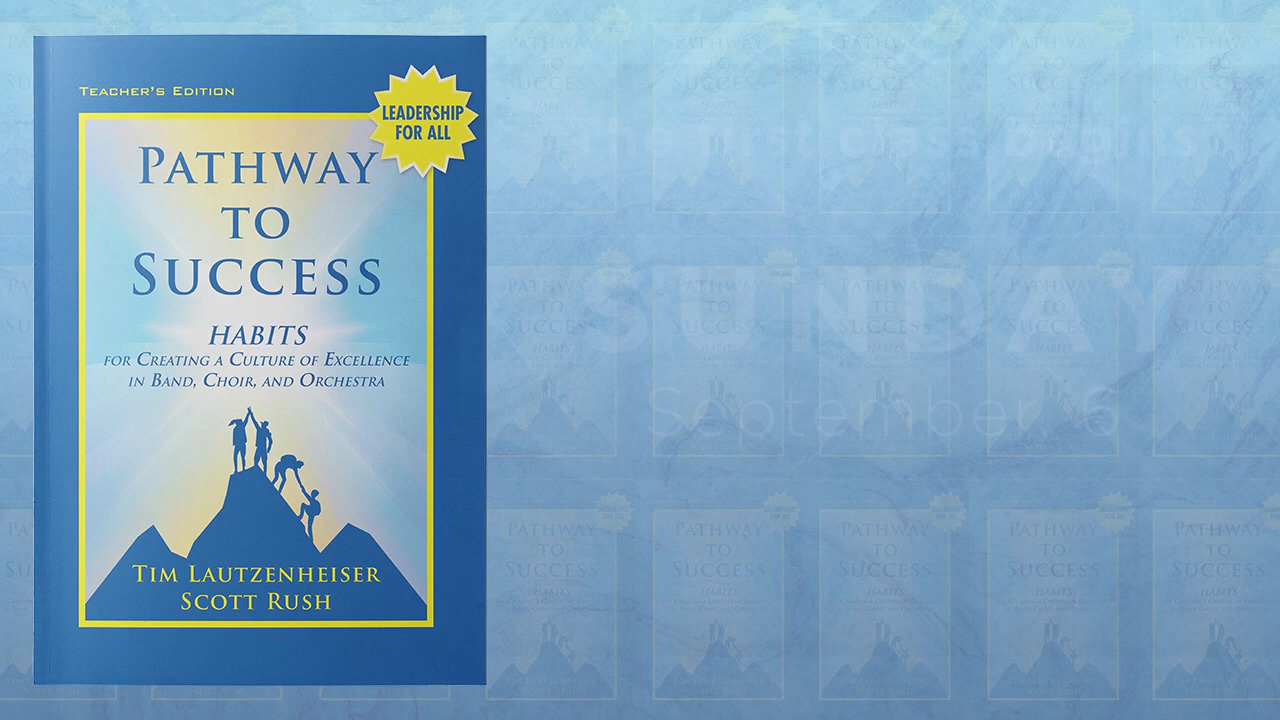 TEACHER'S EDITION
LEADERSHIP
FOR ALL
PATHWAY
TO
SUCCESS
HABITS
FOR CREATING A CULTURE OF EXCELLENCE
IN BAND, CHOIR, AND ORCHESTRA
TIM LAUTZENHEISER
SCOTT RUSH
SUNDAY
September 6